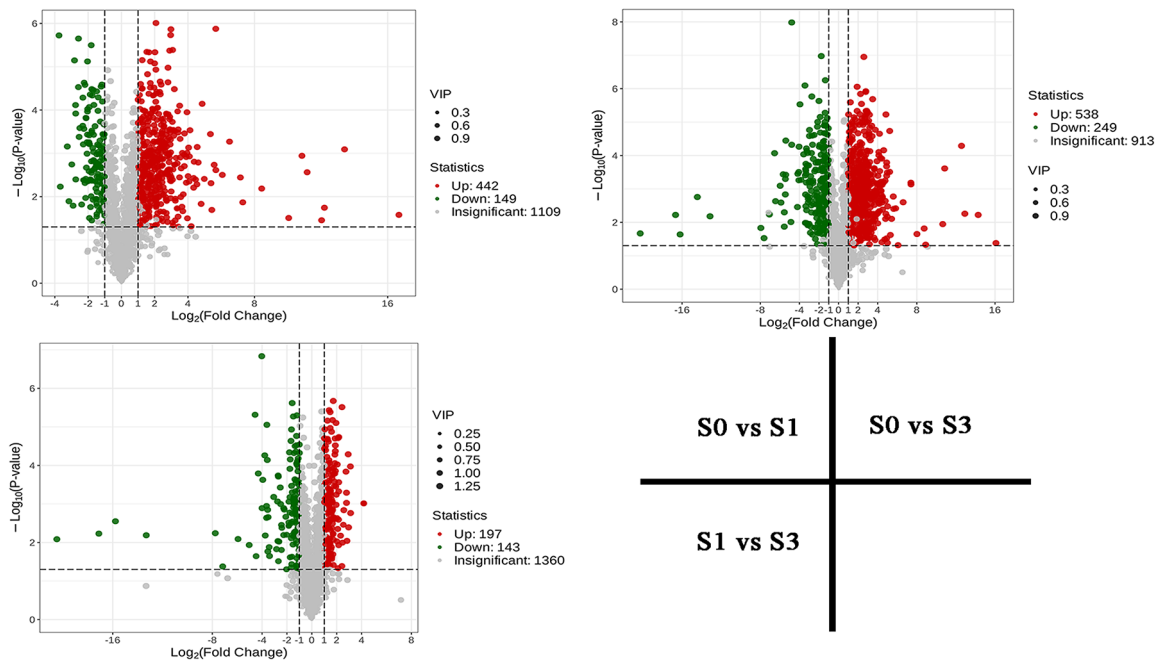 6
4
2
0
− Log10(P-value)
-4
-2
-1
0
1
2
4
8
16
Log2(Fold Change)
VIP
0.3
0.6
0.9
Statistics
Up: 442
Down: 149
Insignificant: 1109
8
6
4
2
0
− Log10(P-value)
-16
-8
-4
-2
-1
0
1
2
4
8
16
Log2(Fold Change)
Statistics
Up: 538
Down: 249
Insignificant: 913
VIP
0.3
0.6
0.9
6
4
2
0
− Log10(P-value)
-16
-8
-4
-2
-1
0
1
2
4
8
Log2(Fold Change)
VIP
0.25
0.50
0.75
1.00
1.25
Statistics
Up: 197
Down: 143
Insignificant: 1360
S0 vs S1
S0 vs S3
S1 vs S3